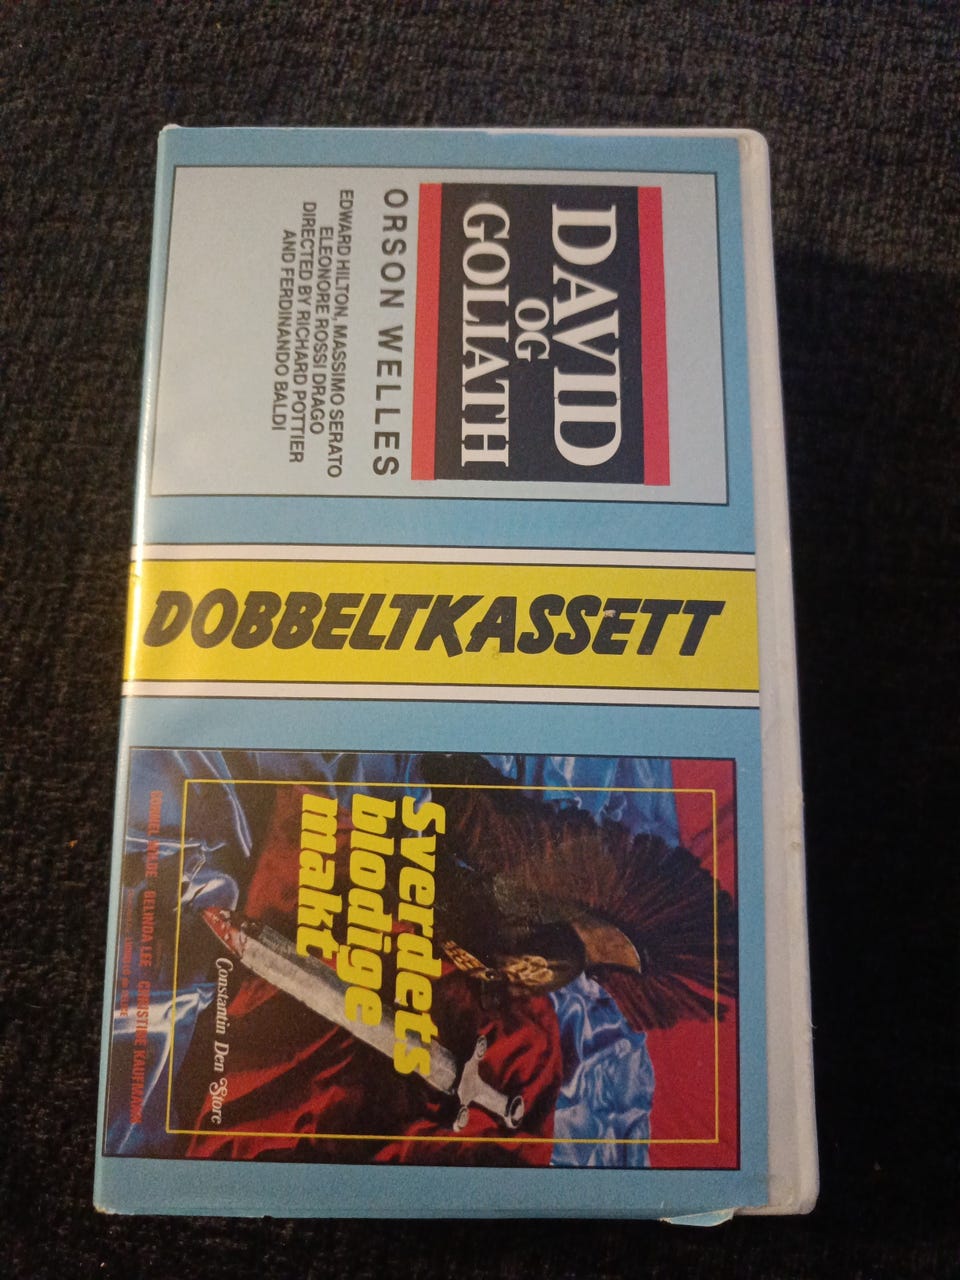 DAVID
OG
GOLIATH
ORSON WELLES
EDWARD HILTON, MASSIMO SERATO
ELEONORE ROSSI DRAGO
DIRECTED BY RICHARD POTTIER
AND FERDINANDO BALDI
DOBBELTKASSETT
Sverdets
blodige
makt
Constantin Den Store
BELINDA LEE CHRISTINE KAUFMANN